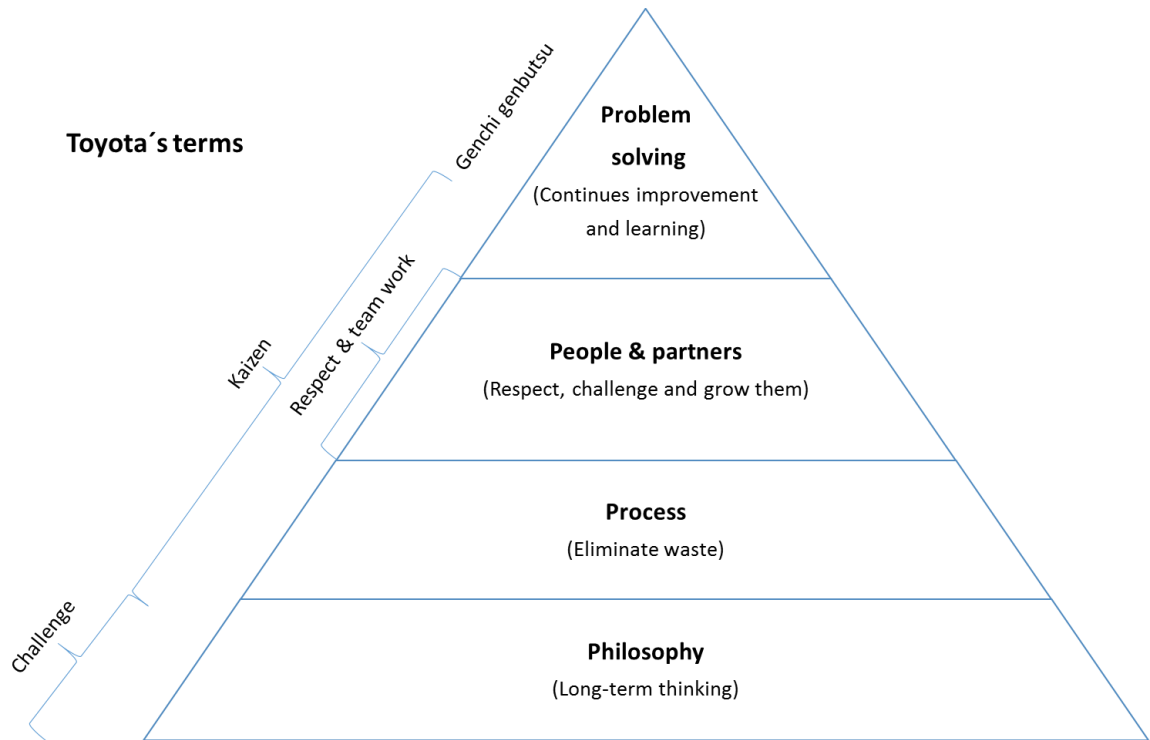 Toyota´s terms
Genchi genbutsu
Kaizen
Respect & team work
Challenge
Problem
solving
(Continues improvement
and learning)
People & partners
(Respect, challenge and grow them)
Process
(Eliminate waste)
Philosophy
(Long-term thinking)